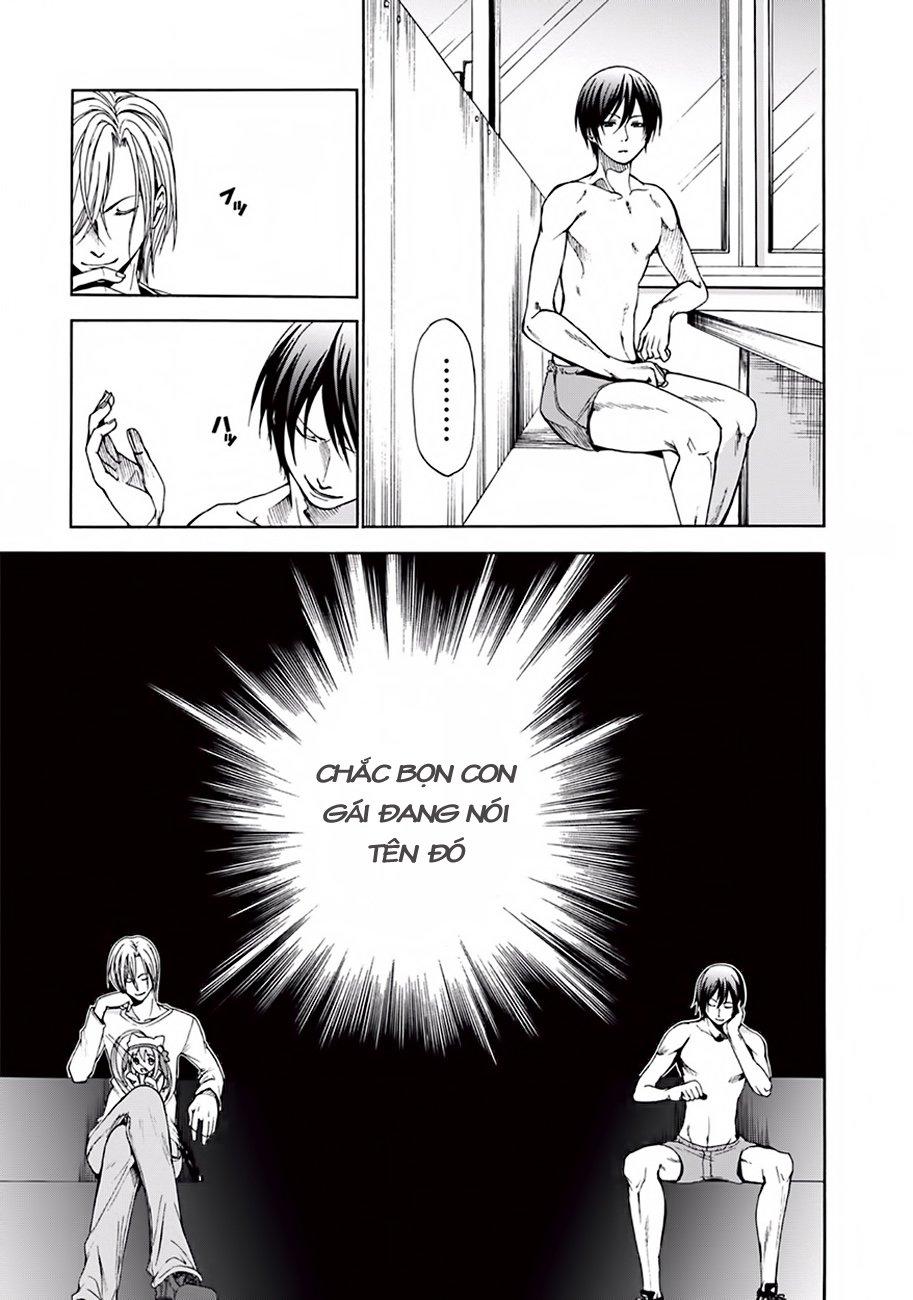 ………
フッ
ハッ
CHẮC BỌN CON
GÁI ĐANG NÓI
TÊN ĐÓ